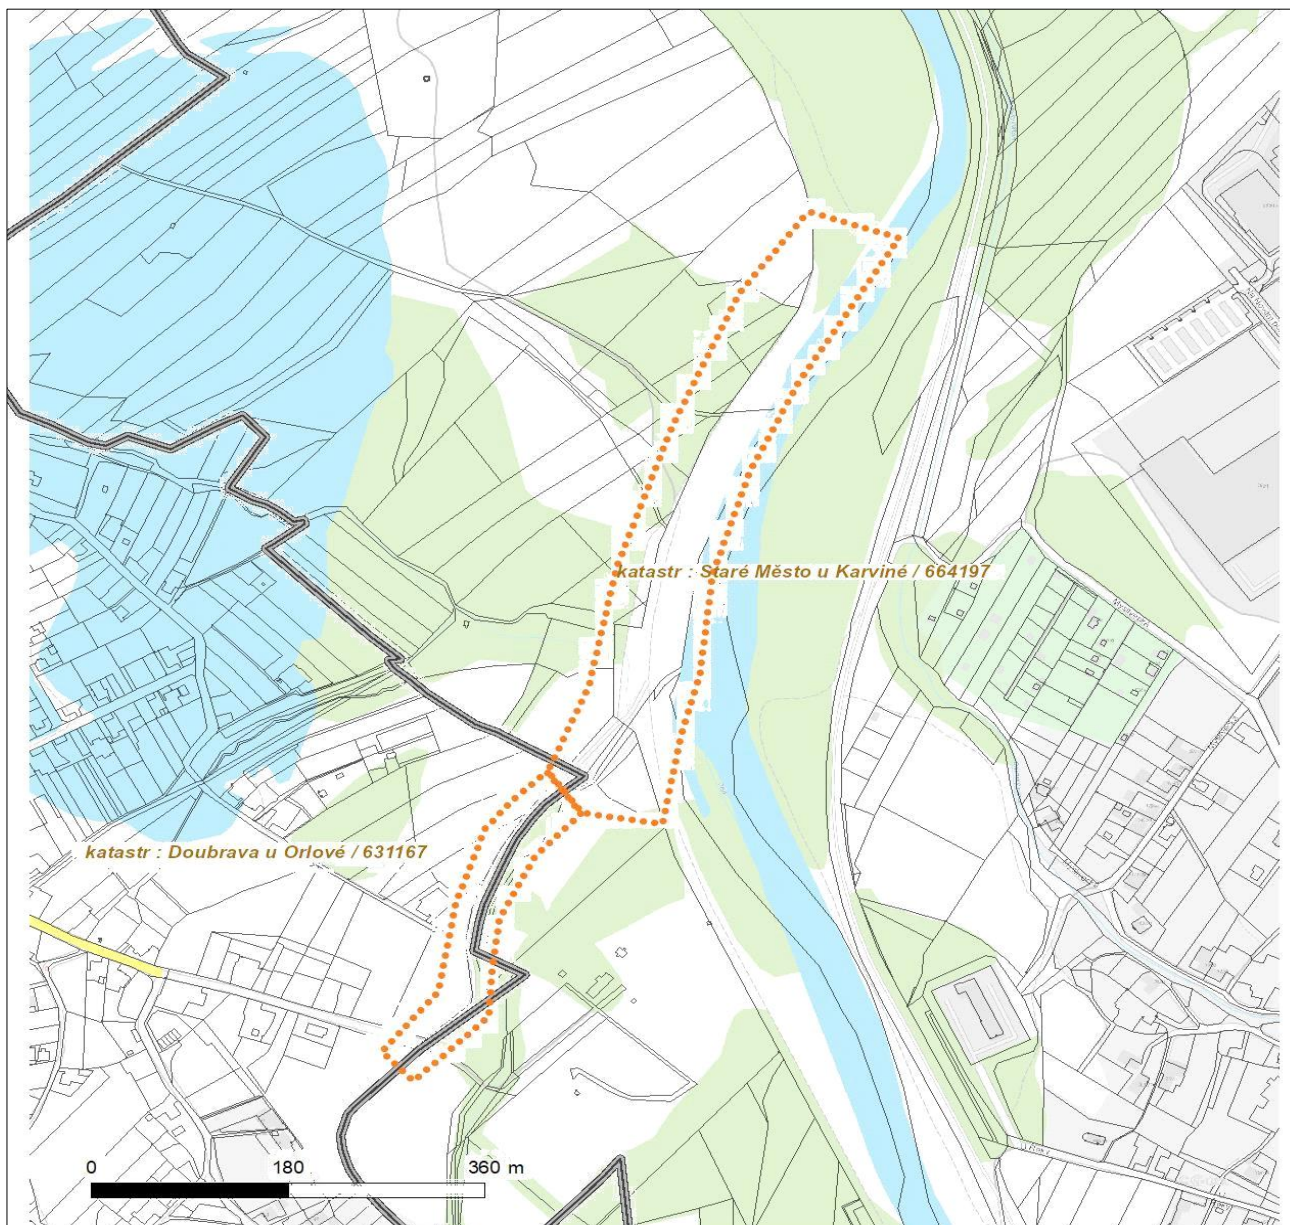 katastr : Staré Město u Karviné / 664197
katastr : Doubrava u Orlové / 631167
0 180 360 m